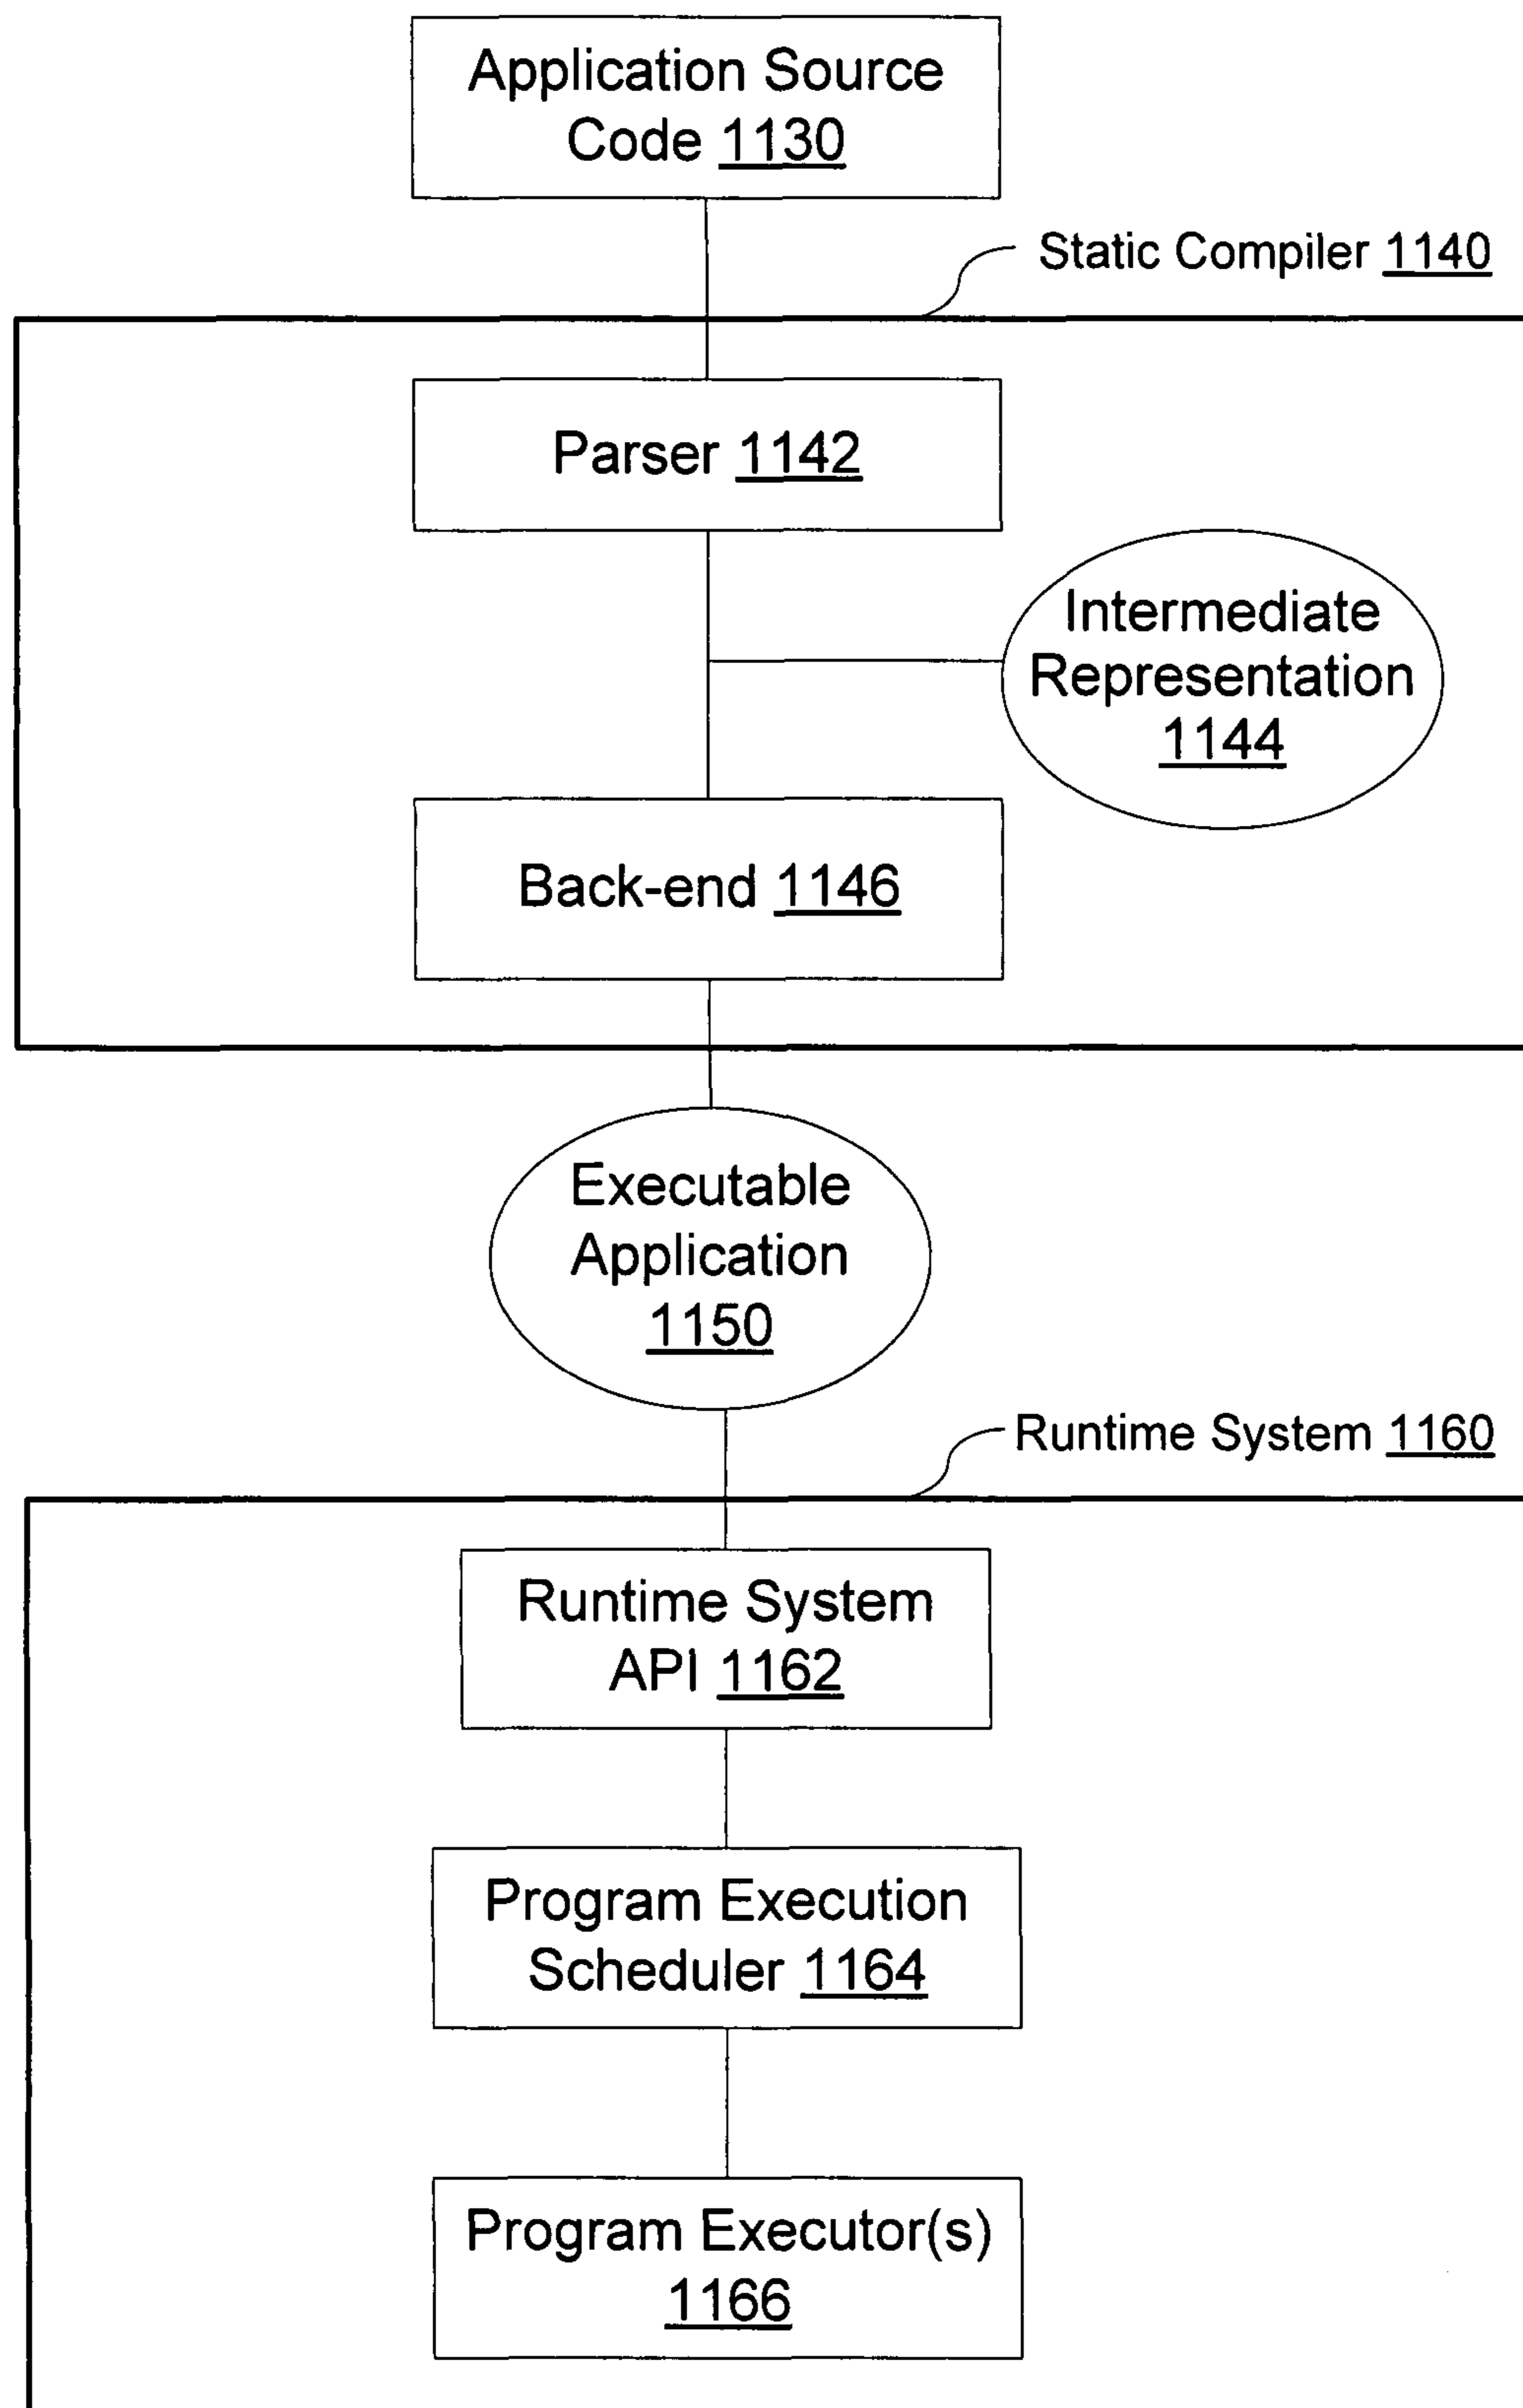 Application Source
Code 1130
Static Compiler 1140
Parser 1142
Intermediate
Representation
1144
Back-end 1146
Executable
Application
1150
Runtime System 1160
Runtime System
API 1162
Program Execution
Scheduler 1164
Program Executor(s)
1166